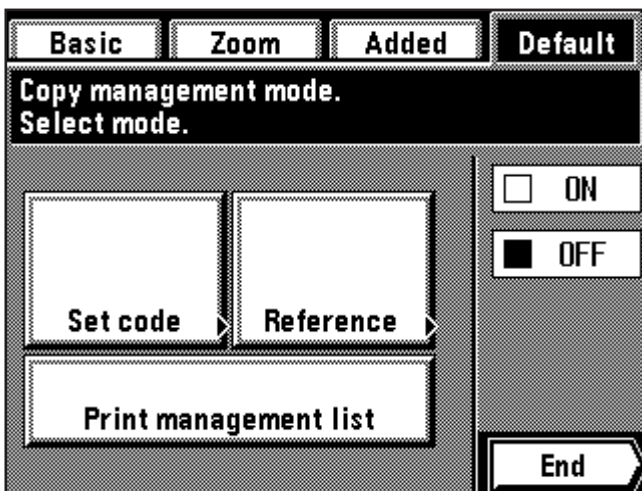 Basic
Zoom
Added
Default
Copy management mode.
Select mode.
ON
OFF
Set code
Reference
Print management list
End